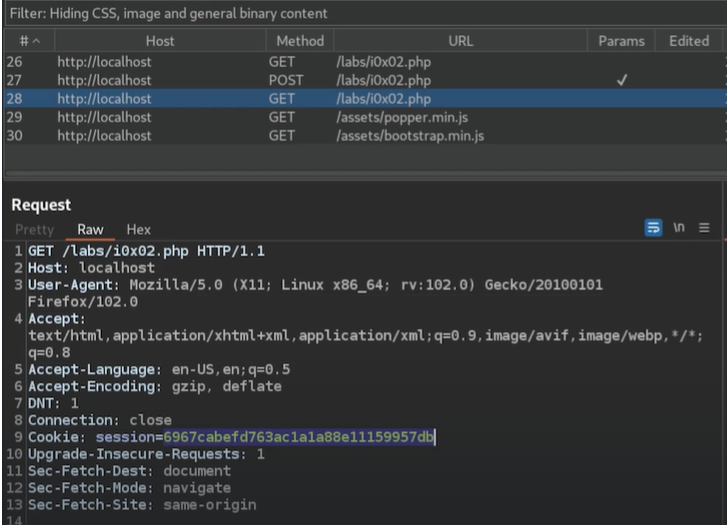 Filter: Hiding CSS, image and general binary content
# Host Method URL Params Edited
26 http://localhost GET /labs/i0x02.php
27 http://localhost POST /labs/i0x02.php ✓
28 http://localhost GET /labs/i0x02.php
29 http://localhost GET /assets/popper.min.js
30 http://localhost GET /assets/bootstrap.min.js
Request
Pretty Raw Hex \n
1 GET /labs/i0x02.php HTTP/1.1
2 Host: localhost
3 User-Agent: Mozilla/5.0 (X11; Linux x86_64; rv:102.0) Gecko/20100101
Firefox/102.0
4 Accept:
text/html,application/xhtml+xml,application/xml;q=0.9,image/avif,image/webp,*/*;
q=0.8
5 Accept-Language: en-US,en;q=0.5
6 Accept-Encoding: gzip, deflate
7 DNT: 1
8 Connection: close
9 Cookie: session=6967cabefd763ac1a1a88e11159957db
10 Upgrade-Insecure-Requests: 1
11 Sec-Fetch-Dest: document
12 Sec-Fetch-Mode: navigate
13 Sec-Fetch-Site: same-origin
14